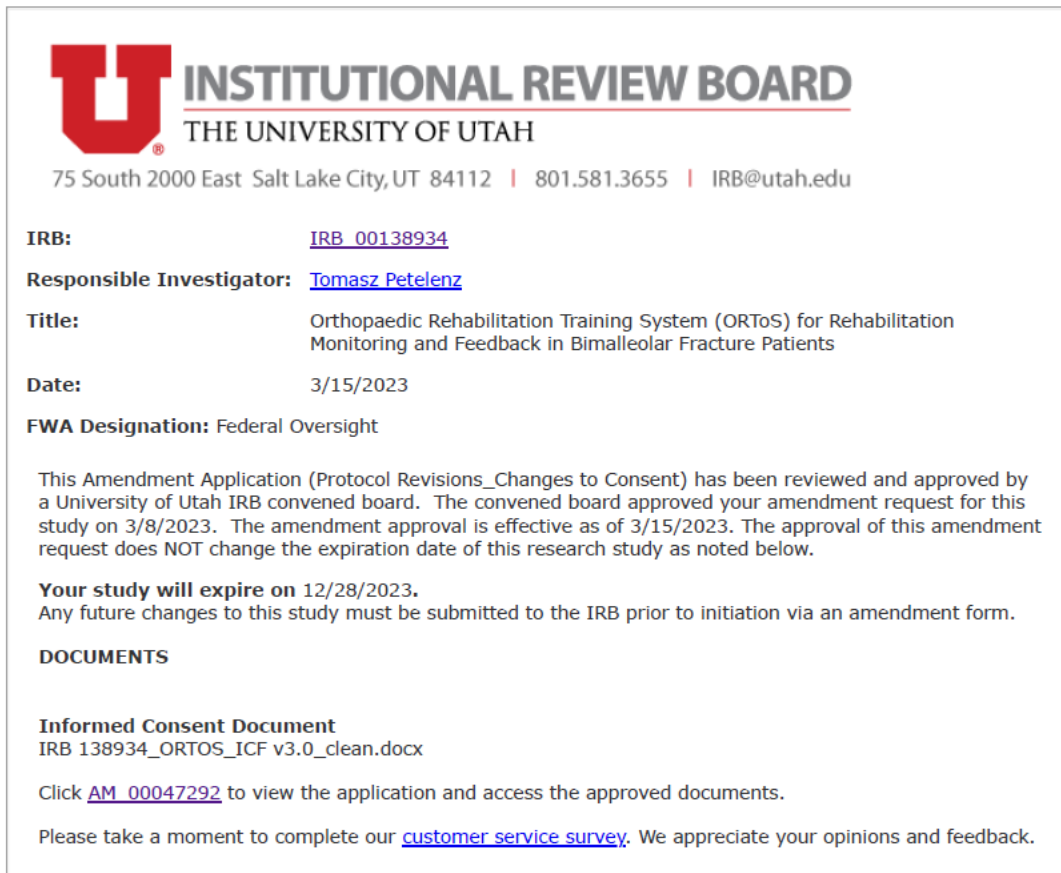 U®
INSTITUTIONAL REVIEW BOARD
THE UNIVERSITY OF UTAH
75 South 2000 East Salt Lake City, UT 84112 | 801.581.3655 | IRB@utah.edu
IRB: IRB_00138934
Responsible Investigator: Tomasz Petelenz
Title: Orthopaedic Rehabilitation Training System (ORToS) for Rehabilitation
Monitoring and Feedback in Bimalleolar Fracture Patients
Date: 3/15/2023
FWA Designation: Federal Oversight
This Amendment Application (Protocol Revisions_Changes to Consent) has been reviewed and approved by
a University of Utah IRB convened board. The convened board approved your amendment request for this
study on 3/8/2023. The amendment approval is effective as of 3/15/2023. The approval of this amendment
request does NOT change the expiration date of this research study as noted below.
Your study will expire on 12/28/2023.
Any future changes to this study must be submitted to the IRB prior to initiation via an amendment form.
DOCUMENTS
Informed Consent Document
IRB 138934_ORTOS_ICF v3.0_clean.docx
Click AM_00047292 to view the application and access the approved documents.
Please take a moment to complete our customer service survey. We appreciate your opinions and feedback.